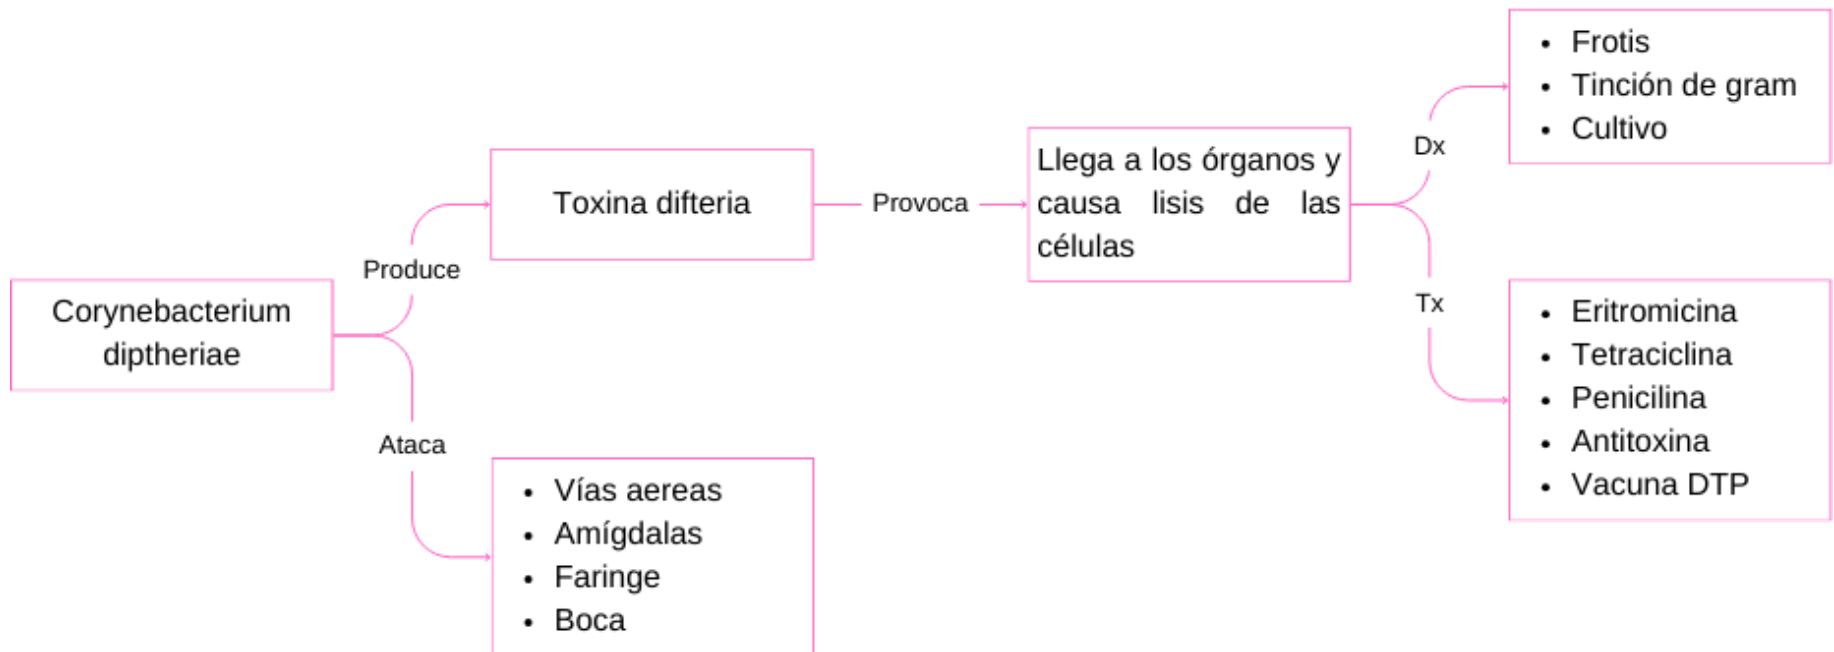 Corynebacterium
diptheriae
Produce
Toxina difteria
Provoca
Llega a los órganos y
causa lisis de las
células
Dx
• Frotis
• Tinción de gram
• Cultivo
Tx
• Eritromicina
• Tetraciclina
• Penicilina
• Antitoxina
• Vacuna DTP
Ataca
• Vías aereas
• Amígdalas
• Faringe
• Boca